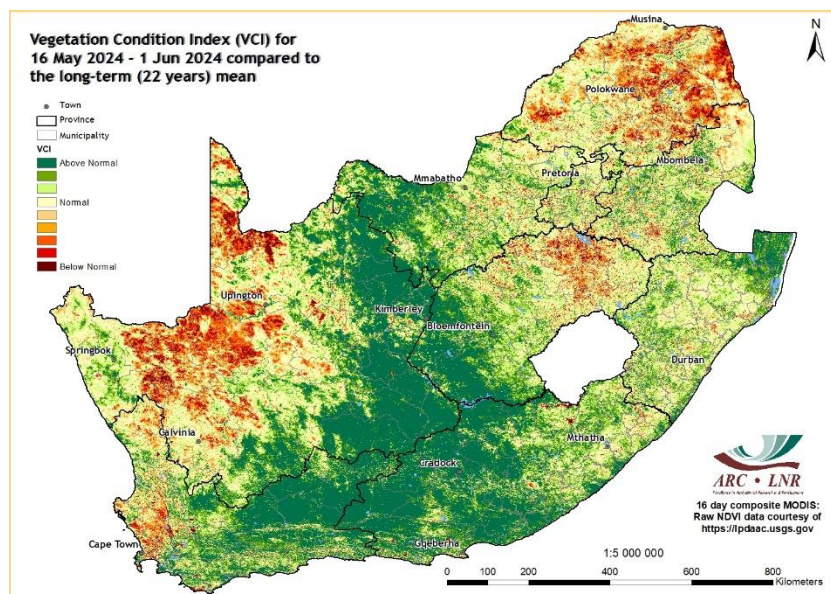 Vegetation Condition Index (VCI) for
16 May 2024 - 1 Jun 2024 compared to
the long-term (22 years) mean
Town
Province
Municipality
VCI
Above Normal
Normal
Below Normal
N
Musina
Polokwane
Mbombela
Pretoria
Mmabatho
Upington
Kimberley
Bloemfontein
Springbok
Durban
Calvinia
Mthatha
Cradock
Cape Town
Gqeberha
ARC • LNR
16 day composite MODIS:
Raw NDVI data courtesy of
https://lpdaac.usgs.gov
1:5 000 000
0 100 200 400 600 800
Kilometers